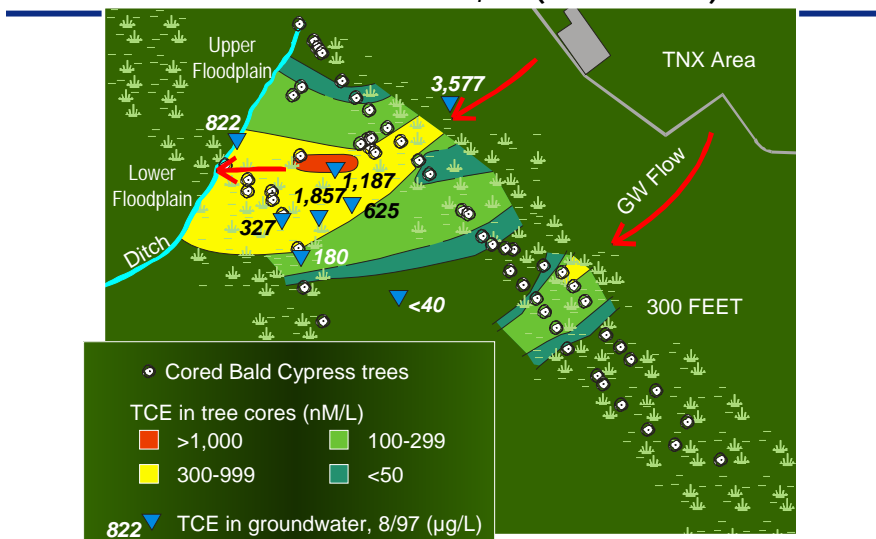 Upper
Floodplain
TNX Area
3,577
822
Lower
Floodplain
1,187
1,857
625
327
GW Flow
Ditch
180
<40
300 FEET
Cored Bald Cypress trees
TCE in tree cores (nM/L)
>1,000
100-299
300-999
<50
822 TCE in groundwater, 8/97 (µg/L)